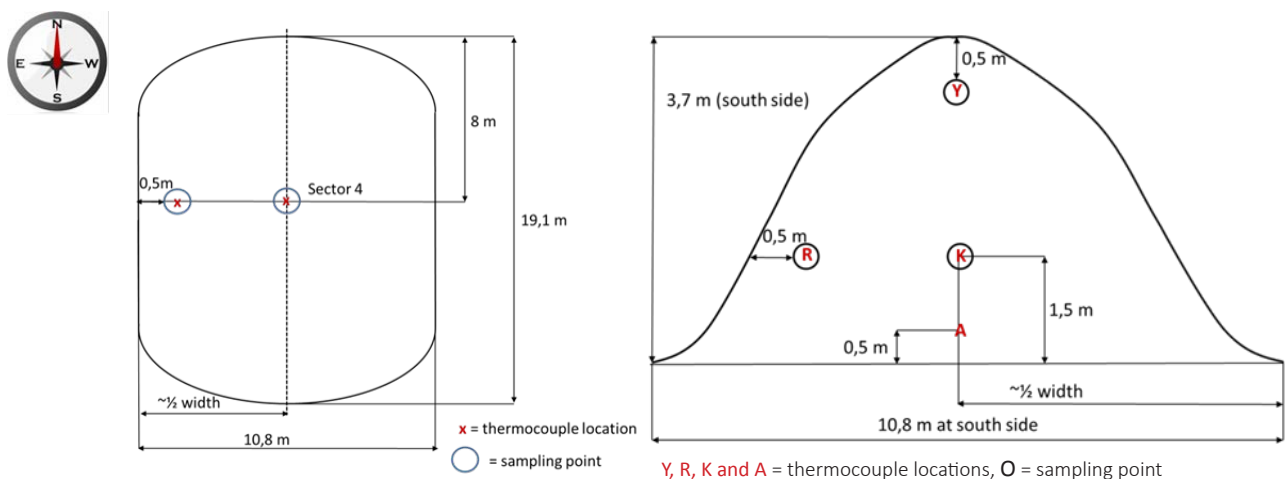 N
E
W
S
8 m
0,5m
x
x
Sector 4
19,1 m
~½ width
10,8 m
x = thermocouple location
= sampling point
0,5 m
Y
3,7 m (south side)
0,5 m
R
K
1,5 m
A
0,5 m
~½ width
10,8 m at south side
Y, R, K and A = thermocouple locations, O = sampling point